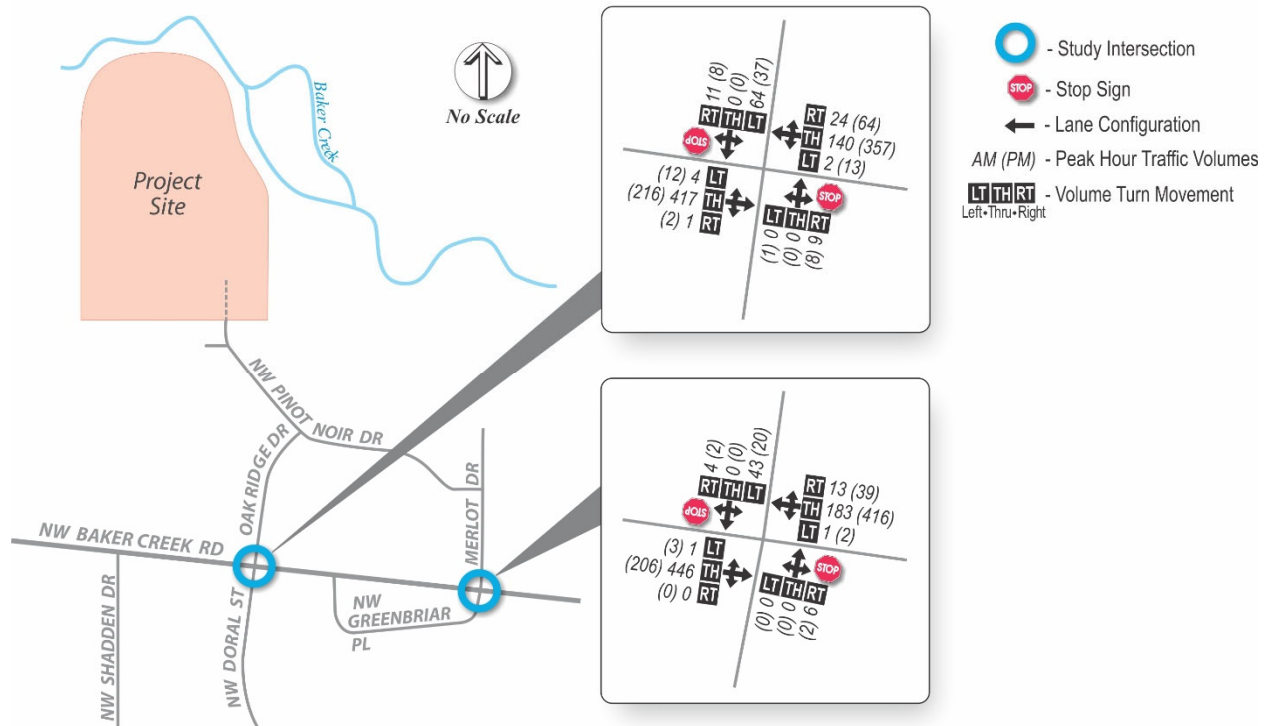 Project
Site
Baker Creek
No Scale
NW PINOT NOIR DR
OAK RIDGE DR
MERLOT DR
NW BAKER CREEK RD
NW SHADDEN DR
NW DORAL ST
NW
GREENBRIAR
PL
11 (8)
0 (0)
64 (37)
RT TH LT
STOP
RT 24 (64)
TH 140 (357)
LT 2 (13)
(12) 4 LT
(216) 417 TH
(2) 1 RT
STOP
LT TH RT
(1) 0
(0) 0
(8) 9
4 (2)
0 (0)
43 (20)
RT TH LT
STOP
RT 13 (39)
TH 183 (416)
LT 1 (2)
(3) 1 LT
(206) 446 TH
(0) 0 RT
STOP
LT TH RT
(0) 0
(0) 0
(2) 6
- Study Intersection
STOP - Stop Sign
- Lane Configuration
AM (PM) - Peak Hour Traffic Volumes
LT TH RT - Volume Turn Movement
Left•Thru•Right